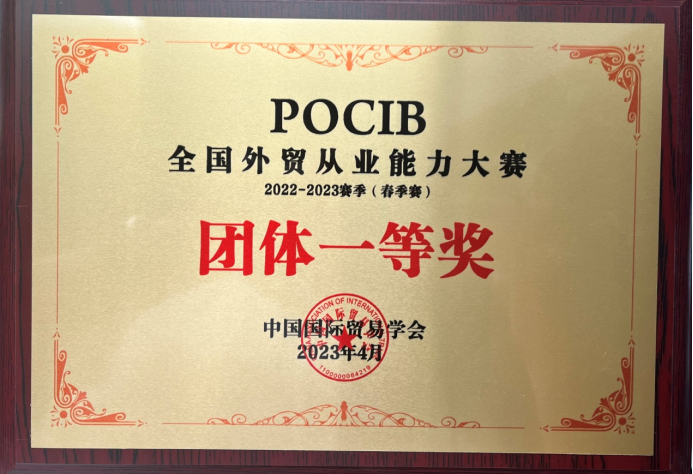 POCIB
全国外贸从业能力大赛
2022-2023赛季（春季赛）
团体一等奖
中国国际贸易学会
2023年4月